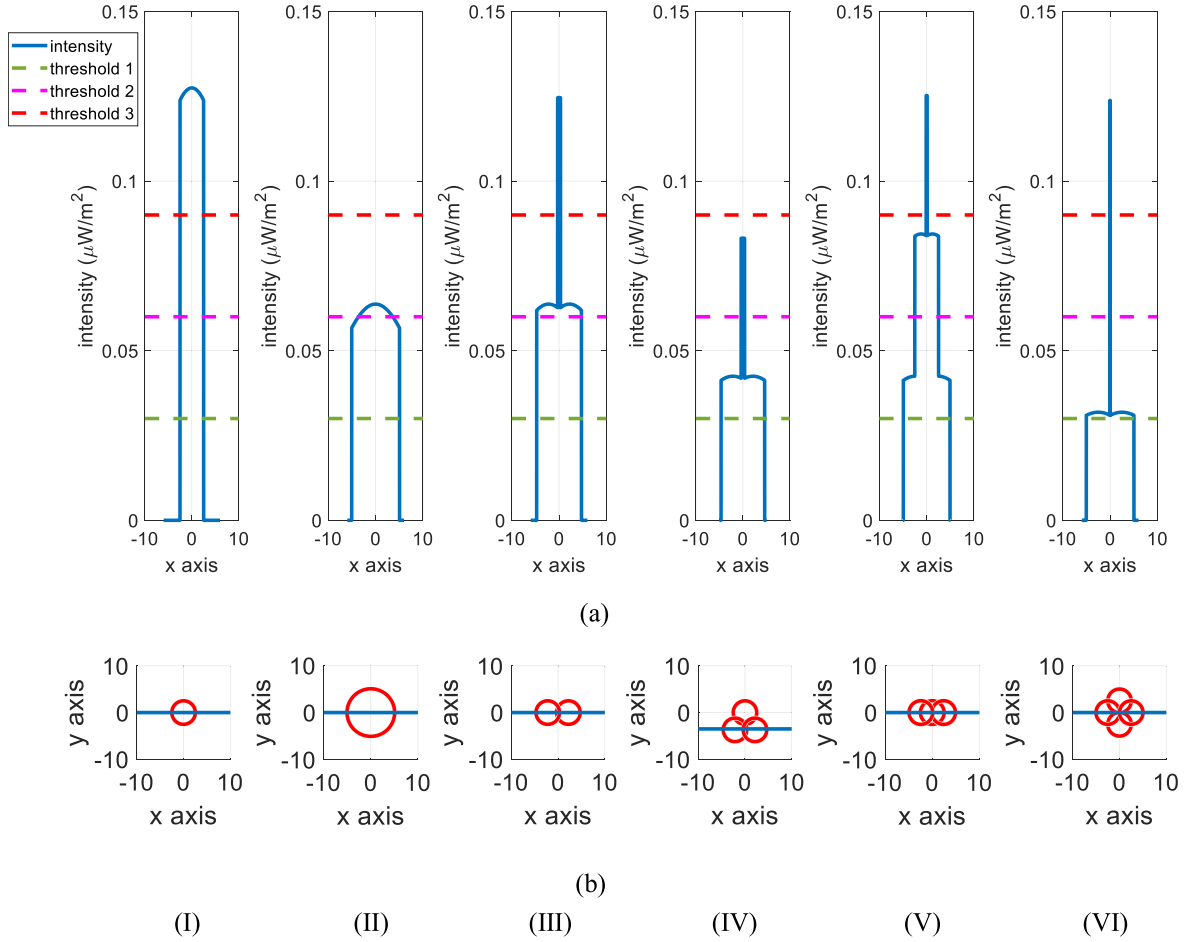 0.15 0.15 0.15 0.15 0.15 0.15
intensity
threshold 1
threshold 2
threshold 3
0.1 0.1 0.1 0.1 0.1 0.1
intensity (μW/m²) intensity (μW/m²) intensity (μW/m²) intensity (μW/m²) intensity (μW/m²) intensity (μW/m²)
0.05 0.05 0.05 0.05 0.05 0.05
0 0 0 0 0 0
-10 0 10 -10 0 10 -10 0 10 -10 0 10 -10 0 10 -10 0 10
x axis x axis x axis x axis x axis x axis
(a)
10 10 10 10 10 10
y axis y axis y axis y axis y axis y axis
0 0 0 0 0 0
-10 -10 -10 -10 -10 -10
-10 0 10 -10 0 10 -10 0 10 -10 0 10 -10 0 10 -10 0 10
x axis x axis x axis x axis x axis x axis
(b)
(I) (II) (III) (IV) (V) (VI)